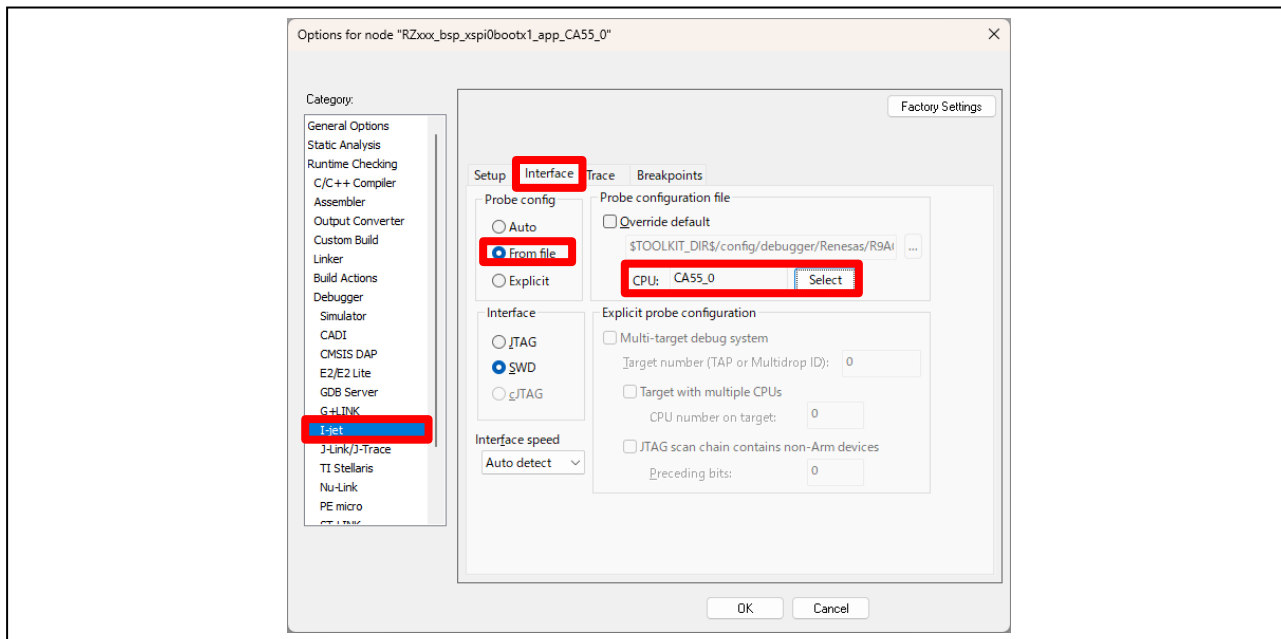 Options for node "RZxxx_bsp_xspi0bootx1_app_CA55_0"
Category:
General Options
Static Analysis
Runtime Checking
C/C++ Compiler
Assembler
Output Converter
Custom Build
Linker
Build Actions
Debugger
Simulator
CADI
CMSIS DAP
E2/E2 Lite
GDB Server
G+LINK
I-jet
J-Link/J-Trace
TI Stellaris
Nu-Link
PE micro
ST-LINK
Factory Settings
Setup Interface Trace Breakpoints
Probe config
Auto
From file
Explicit
Probe configuration file
Override default
$TOOLKIT_DIR$/config/debugger/Renesas/R9A ...
CPU: CA55_0 Select
Interface
JTAG
SWD
cJTAG
Interface speed
Auto detect
Explicit probe configuration
Multi-target debug system
Target number (TAP or Multidrop ID): 0
Target with multiple CPUs
CPU number on target: 0
JTAG scan chain contains non-Arm devices
Preceding bits: 0
OK Cancel